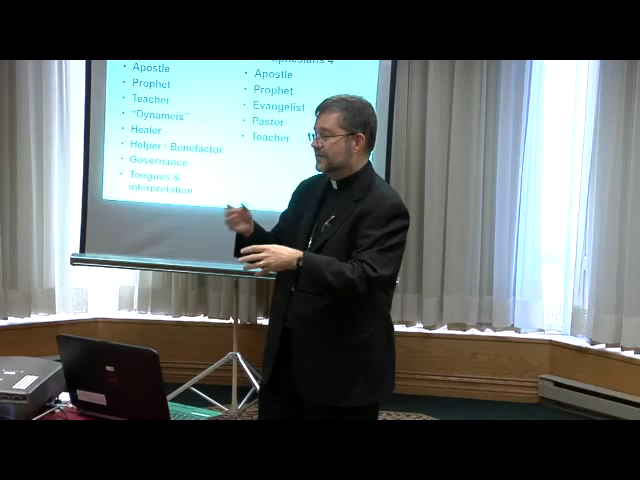 Ephesians 4
• Apostle
• Prophet
• Teacher
• "Dynameis"
• Healer
• Helper / Benefactor
• Governance
• Tongues &
interpretation
• Apostle
• Prophet
• Evangelist
• Pastor
• Teacher